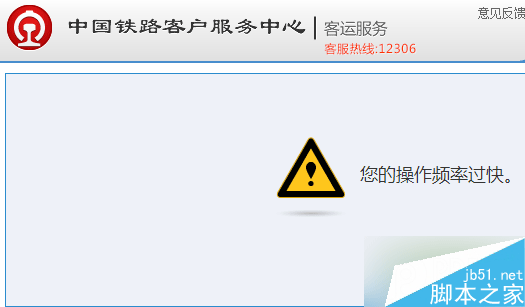 中国铁路客户服务中心 | 客运服务
意见反馈
客服热线:12306
您的操作频率过快。
jb51.net
脚本之家